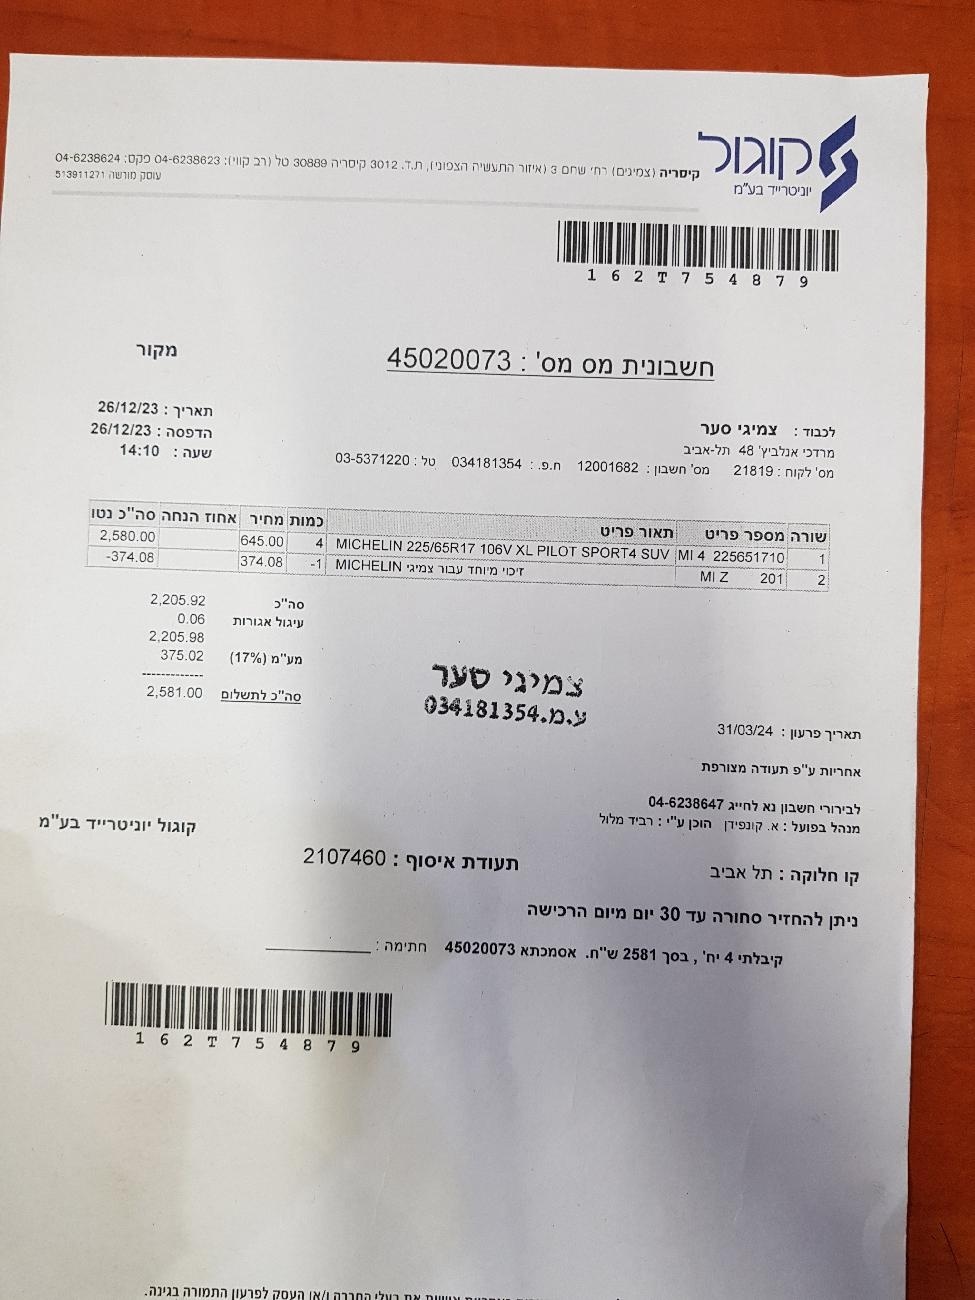 קוגול
יוניטרייד בע"מ
קיסריה (צמיגים) רח' שחם 3 (איזור התעשיה הצפוני), ת.ד. 3012 קיסריה 30889 טל (רב קווי): 04-6238623 פקס: 04-6238624
עוסק מורשה 513911271
162T754879
מקור
חשבונית מס מס' : 45020073
תאריך : 26/12/23
הדפסה : 26/12/23
שעה : 14:10
לכבוד : צמיגי סער
מרדכי אנלביץ' 48 תל-אביב
מס' לקוח : 21819 מס' חשבון : 12001682 ח.פ. : 034181354 טל : 03-5371220
שורה מספר פריט תאור פריט כמות מחיר אחוז הנחה סה"כ נטו
1 MI 4 225651710 MICHELIN 225/65R17 106V XL PILOT SPORT4 SUV 4 645.00 2,580.00
2 MI Z 201 זיכוי מיוחד עבור צמיגי MICHELIN -1 374.08 -374.08
סה"כ 2,205.92
עיגול אגורות 0.06
2,205.98
מע"מ (17%) 375.02
-------------
סה"כ לתשלום 2,581.00
צמיגי סער
ע.מ.034181354
תאריך פרעון : 31/03/24
אחריות ע"פ תעודה מצורפת
לבירורי חשבון נא לחייג 04-6238647
מנהל בפועל : א. קונפידן הוכן ע"י : רביד מלול
קוגול יוניטרייד בע"מ
קו חלוקה : תל אביב
תעודת איסוף : 2107460
ניתן להחזיר סחורה עד 30 יום מיום הרכישה
קיבלתי 4 יח' , בסך 2581 ש"ח. אסמכתא 45020073 חתימה : ____________
162T754879
את בעלי החברה ו/או העסק לפרעון התמורה בגינה.